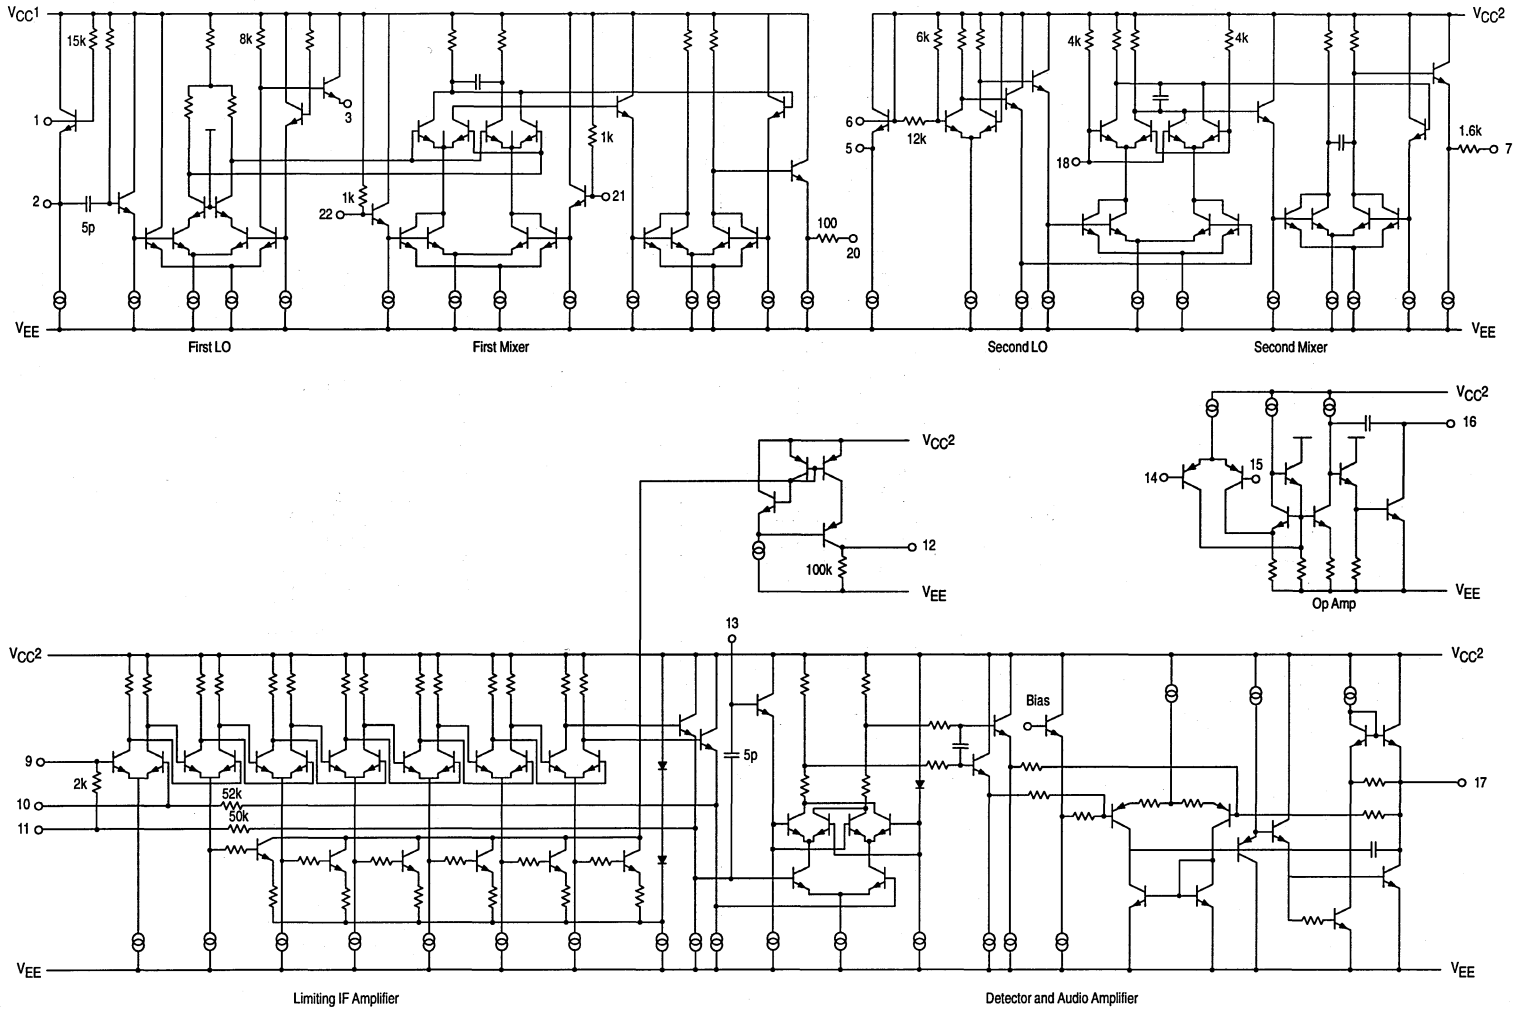 VCC1
15k
8k
1
3
2
5p
1k
22
1k
21
100
20
VEE
First LO
First Mixer
VCC2
6k
4k
4k
6
12k
5
18
1.6k
7
VEE
Second LO
Second Mixer
VCC2
12
100k
VEE
VCC2
16
14
15
VEE
Op Amp
13
VCC2
VCC2
Bias
9
2k
5p
10
52k
11
50k
17
VEE
VEE
Limiting IF Amplifier
Detector and Audio Amplifier